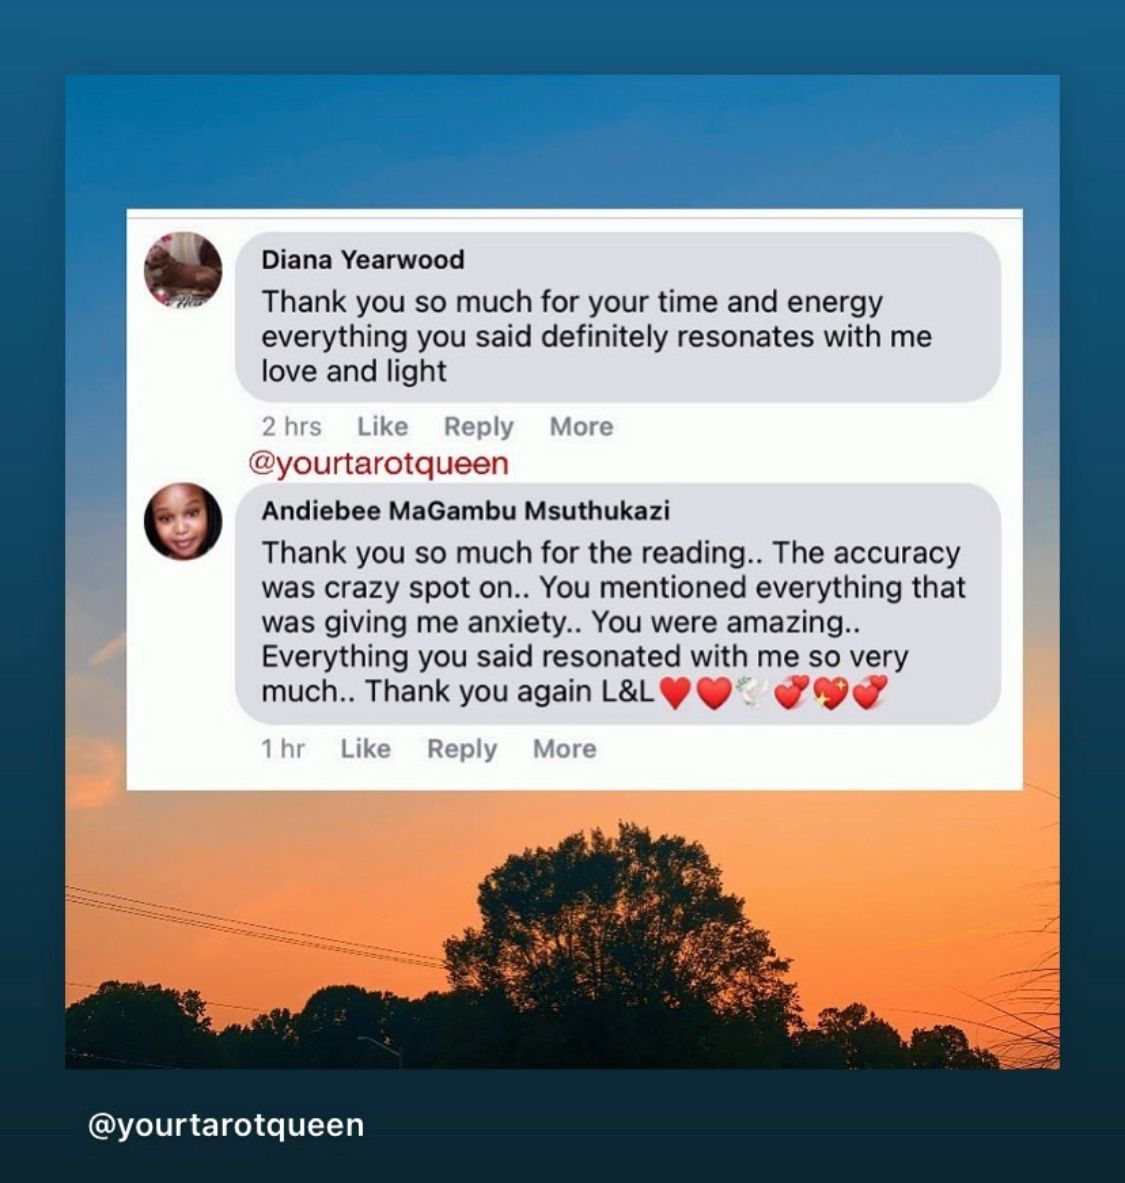 Diana Yearwood
Thank you so much for your time and energy
everything you said definitely resonates with me
love and light
2 hrs Like Reply More
@yourtarotqueen
Andiebee MaGambu Msuthukazi
Thank you so much for the reading.. The accuracy
was crazy spot on.. You mentioned everything that
was giving me anxiety.. You were amazing..
Everything you said resonated with me so very
much.. Thank you again L&L♥️❤️🕊️💞💖💞
1 hr Like Reply More
@yourtarotqueen